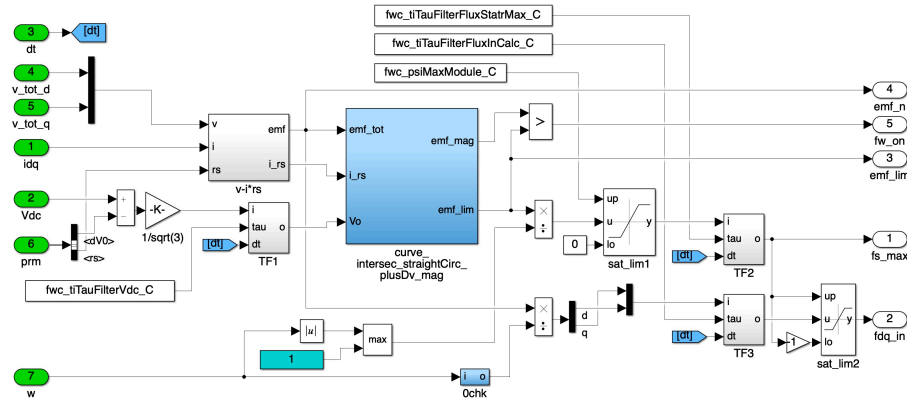 fwc_tiTauFilterFluxStatrMax_C
3
[dt]
dt
fwc_tiTauFilterFluxInCalc_C
4
v_tot_d
fwc_psiMaxModule_C
5
v_tot_q
4
emf_n
v
emf
emf_tot
emf_mag
>
5
fw_on
1
idq
i
i_rs
i_rs
3
emf_lim
rs
v-i*rs
2
Vdc
+
−
-K-
1/sqrt(3)
i
tau
o
dt
TF1
[dt]
Vo
emf_lim
curve_
intersec_straightCirc_
plusDv_mag
×
÷
up
u
y
lo
sat_lim1
0
6
prm
<dV0>
<rs>
fwc_tiTauFilterVdc_C
i
tau
o
dt
TF2
[dt]
1
fs_max
×
÷
d
q
i
tau
o
dt
TF3
[dt]
up
u
y
lo
sat_lim2
-1
2
fdq_in
|u|
max
1
7
w
i
o
0chk